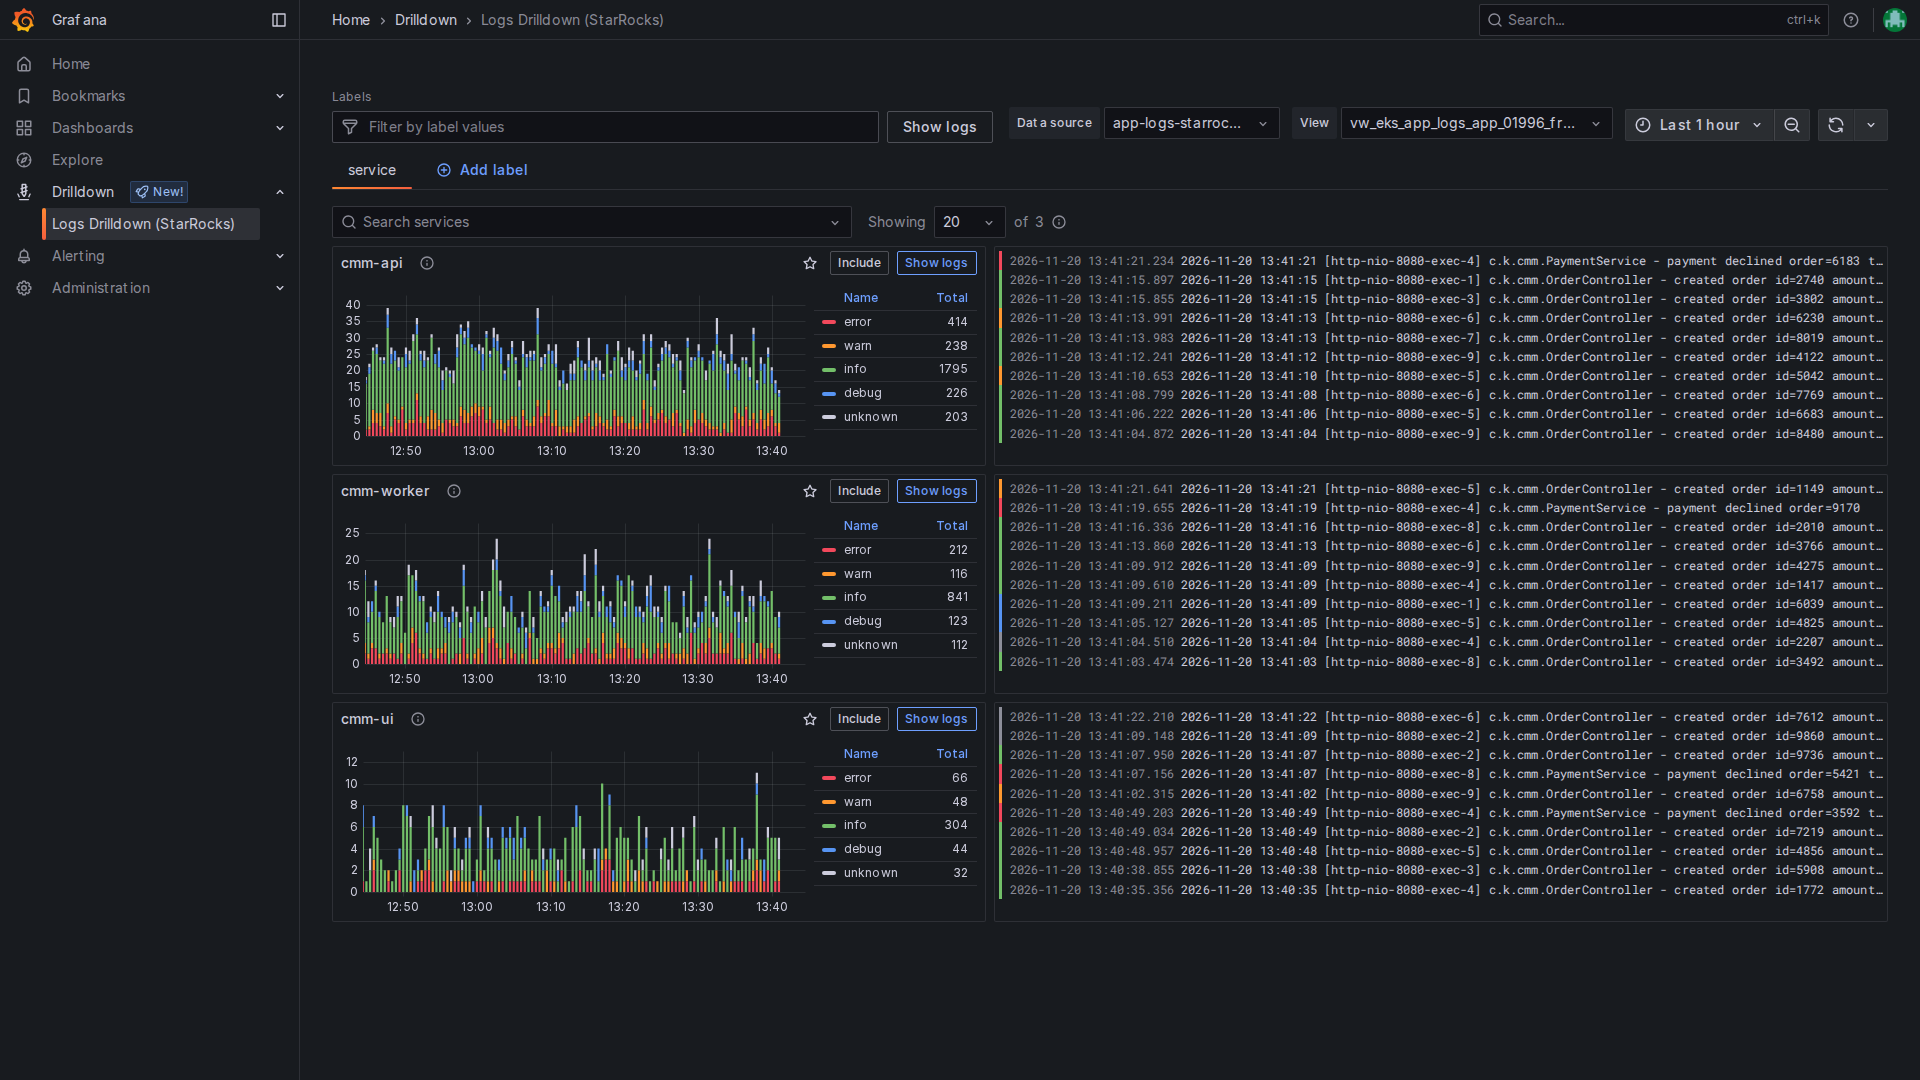 Grafana
Home › Drilldown › Logs Drilldown (StarRocks)
Search...
ctrl+k
Home
Bookmarks
Dashboards
Explore
Drilldown
New!
Logs Drilldown (StarRocks)
Alerting
Administration
Labels
Filter by label values
Show logs
Data source
app-logs-starroc...
View
vw_eks_app_logs_app_01996_fr...
Last 1 hour
service
Add label
Search services
Showing
20
of 3
cmm-api
Include
Show logs
40
35
30
25
20
15
10
5
0
12:50 13:00 13:10 13:20 13:30 13:40
Name Total
error 414
warn 238
info 1795
debug 226
unknown 203
2026-11-20 13:41:21.234 2026-11-20 13:41:21 [http-nio-8080-exec-4] c.k.cmm.PaymentService - payment declined order=6183 t…
2026-11-20 13:41:15.897 2026-11-20 13:41:15 [http-nio-8080-exec-1] c.k.cmm.OrderController - created order id=2740 amount…
2026-11-20 13:41:15.855 2026-11-20 13:41:15 [http-nio-8080-exec-3] c.k.cmm.OrderController - created order id=3802 amount…
2026-11-20 13:41:13.991 2026-11-20 13:41:13 [http-nio-8080-exec-6] c.k.cmm.OrderController - created order id=6230 amount…
2026-11-20 13:41:13.983 2026-11-20 13:41:13 [http-nio-8080-exec-7] c.k.cmm.OrderController - created order id=8019 amount…
2026-11-20 13:41:12.241 2026-11-20 13:41:12 [http-nio-8080-exec-9] c.k.cmm.OrderController - created order id=4122 amount…
2026-11-20 13:41:10.653 2026-11-20 13:41:10 [http-nio-8080-exec-5] c.k.cmm.OrderController - created order id=5042 amount…
2026-11-20 13:41:08.799 2026-11-20 13:41:08 [http-nio-8080-exec-6] c.k.cmm.OrderController - created order id=7769 amount…
2026-11-20 13:41:06.222 2026-11-20 13:41:06 [http-nio-8080-exec-5] c.k.cmm.OrderController - created order id=6683 amount…
2026-11-20 13:41:04.872 2026-11-20 13:41:04 [http-nio-8080-exec-9] c.k.cmm.OrderController - created order id=8480 amount…
cmm-worker
Include
Show logs
25
20
15
10
5
0
12:50 13:00 13:10 13:20 13:30 13:40
Name Total
error 212
warn 116
info 841
debug 123
unknown 112
2026-11-20 13:41:21.641 2026-11-20 13:41:21 [http-nio-8080-exec-5] c.k.cmm.OrderController - created order id=1149 amount…
2026-11-20 13:41:19.655 2026-11-20 13:41:19 [http-nio-8080-exec-4] c.k.cmm.PaymentService - payment declined order=9170
2026-11-20 13:41:16.336 2026-11-20 13:41:16 [http-nio-8080-exec-8] c.k.cmm.OrderController - created order id=2010 amount…
2026-11-20 13:41:13.860 2026-11-20 13:41:13 [http-nio-8080-exec-6] c.k.cmm.OrderController - created order id=3766 amount…
2026-11-20 13:41:09.912 2026-11-20 13:41:09 [http-nio-8080-exec-9] c.k.cmm.OrderController - created order id=4275 amount…
2026-11-20 13:41:09.610 2026-11-20 13:41:09 [http-nio-8080-exec-4] c.k.cmm.OrderController - created order id=1417 amount…
2026-11-20 13:41:09.211 2026-11-20 13:41:09 [http-nio-8080-exec-1] c.k.cmm.OrderController - created order id=6039 amount…
2026-11-20 13:41:05.127 2026-11-20 13:41:05 [http-nio-8080-exec-5] c.k.cmm.OrderController - created order id=4825 amount…
2026-11-20 13:41:04.510 2026-11-20 13:41:04 [http-nio-8080-exec-4] c.k.cmm.OrderController - created order id=2207 amount…
2026-11-20 13:41:03.474 2026-11-20 13:41:03 [http-nio-8080-exec-8] c.k.cmm.OrderController - created order id=3492 amount…
cmm-ui
Include
Show logs
12
10
8
6
4
2
0
12:50 13:00 13:10 13:20 13:30 13:40
Name Total
error 66
warn 48
info 304
debug 44
unknown 32
2026-11-20 13:41:22.210 2026-11-20 13:41:22 [http-nio-8080-exec-6] c.k.cmm.OrderController - created order id=7612 amount…
2026-11-20 13:41:09.148 2026-11-20 13:41:09 [http-nio-8080-exec-2] c.k.cmm.OrderController - created order id=9860 amount…
2026-11-20 13:41:07.950 2026-11-20 13:41:07 [http-nio-8080-exec-2] c.k.cmm.OrderController - created order id=9736 amount…
2026-11-20 13:41:07.156 2026-11-20 13:41:07 [http-nio-8080-exec-8] c.k.cmm.PaymentService - payment declined order=5421 t…
2026-11-20 13:41:02.315 2026-11-20 13:41:02 [http-nio-8080-exec-9] c.k.cmm.OrderController - created order id=6758 amount…
2026-11-20 13:40:49.203 2026-11-20 13:40:49 [http-nio-8080-exec-4] c.k.cmm.PaymentService - payment declined order=3592 t…
2026-11-20 13:40:49.034 2026-11-20 13:40:49 [http-nio-8080-exec-2] c.k.cmm.OrderController - created order id=7219 amount…
2026-11-20 13:40:48.957 2026-11-20 13:40:48 [http-nio-8080-exec-5] c.k.cmm.OrderController - created order id=4856 amount…
2026-11-20 13:40:38.855 2026-11-20 13:40:38 [http-nio-8080-exec-3] c.k.cmm.OrderController - created order id=5908 amount…
2026-11-20 13:40:35.356 2026-11-20 13:40:35 [http-nio-8080-exec-4] c.k.cmm.OrderController - created order id=1772 amount…